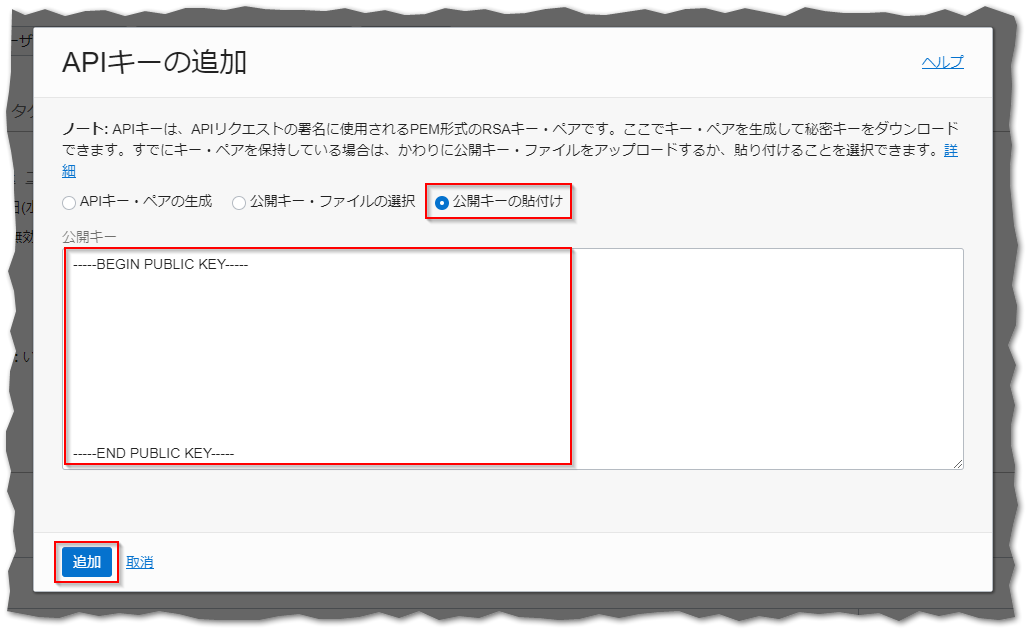 APIキーの追加
ヘルプ
ノート: APIキーは、APIリクエストの署名に使用されるPEM形式のRSAキー・ペアです。ここでキー・ペアを生成して秘密キーをダウンロード
できます。すでにキー・ペアを保持している場合は、かわりに公開キー・ファイルをアップロードするか、貼り付けることを選択できます。詳
細
APIキー・ペアの生成 公開キー・ファイルの選択 公開キーの貼付け
公開キー
-----BEGIN PUBLIC KEY-----
-----END PUBLIC KEY-----
追加 取消